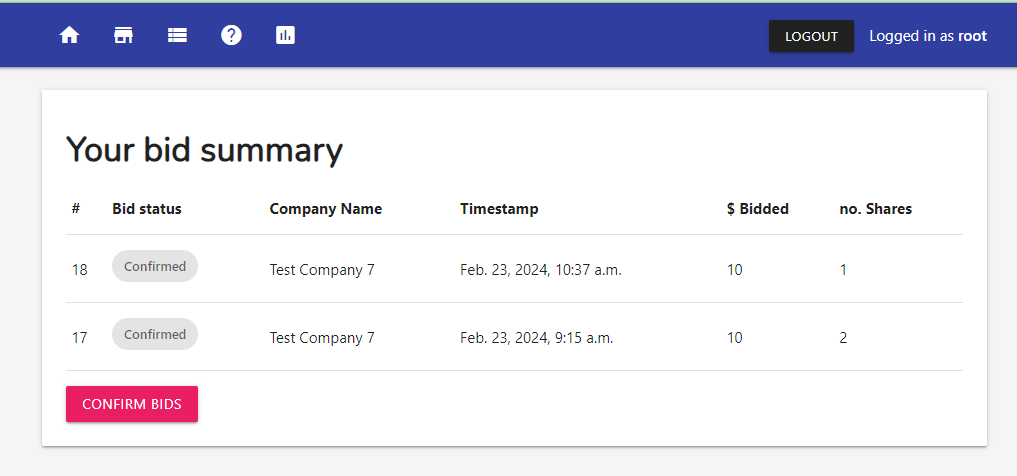 LOGOUT Logged in as root
Your bid summary
# Bid status Company Name Timestamp $ Bidded no. Shares
18 Confirmed Test Company 7 Feb. 23, 2024, 10:37 a.m. 10 1
17 Confirmed Test Company 7 Feb. 23, 2024, 9:15 a.m. 10 2
CONFIRM BIDS